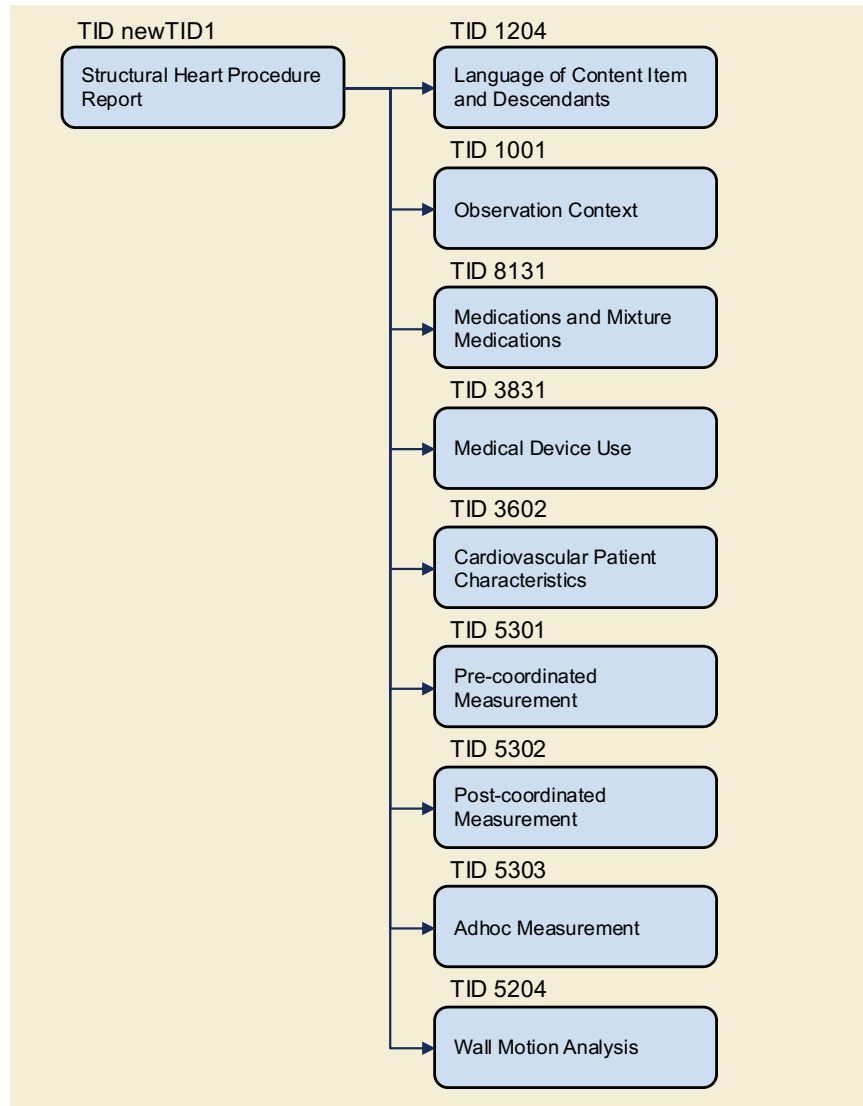 TID newTID1
Structural Heart Procedure
Report
TID 1204
Language of Content Item
and Descendants
TID 1001
Observation Context
TID 8131
Medications and Mixture
Medications
TID 3831
Medical Device Use
TID 3602
Cardiovascular Patient
Characteristics
TID 5301
Pre-coordinated
Measurement
TID 5302
Post-coordinated
Measurement
TID 5303
Adhoc Measurement
TID 5204
Wall Motion Analysis